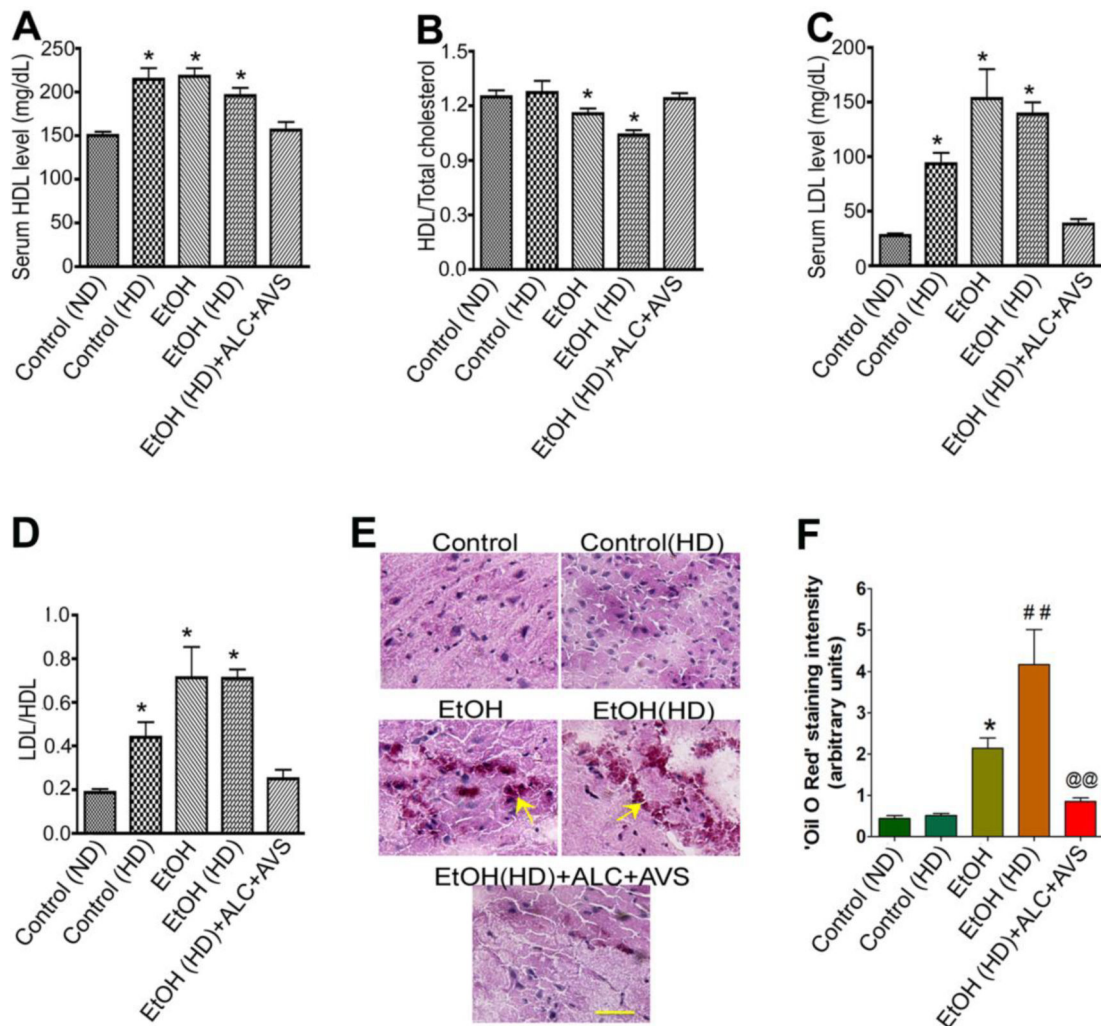 A
Serum HDL level (mg/dL)
250
200
150
100
50
0
*
*
*
Control (ND)
Control (HD)
EtOH
EtOH (HD)
EtOH (HD)+ALC+AVS
B
HDL/Total cholesterol
1.5
1.2
0.9
0.3
0.0
*
*
Control (ND)
Control (HD)
EtOH
EtOH (HD)
EtOH (HD)+ALC+AVS
C
Serum LDL level (mg/dL)
200
150
100
50
0
*
*
*
Control (ND)
Control (HD)
EtOH
EtOH (HD)
EtOH (HD)+ALC+AVS
D
LDL/HDL
1.0
0.8
0.6
0.4
0.2
0.0
*
*
*
Control (ND)
Control (HD)
EtOH
EtOH (HD)
EtOH (HD)+ALC+AVS
E
Control
Control(HD)
EtOH
EtOH(HD)
EtOH(HD)+ALC+AVS
F
'Oil O Red' staining intensity
(arbitrary units)
6
5
4
3
2
1
0
*
##
@@
Control (ND)
Control (HD)
EtOH
EtOH (HD)
EtOH (HD)+ALC+AVS